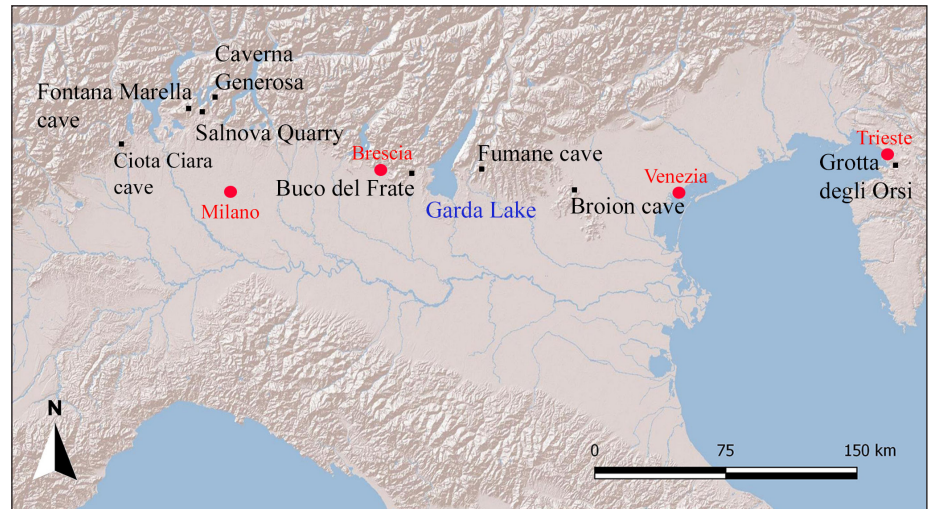 Caverna
Generosa
Fontana Marella
cave
Salnova Quarry
Ciota Ciara
cave
Milano
Brescia
Buco del Frate
Garda Lake
Fumane cave
Broion cave
Venezia
Trieste
Grotta
degli Orsi
N
0 75 150 km